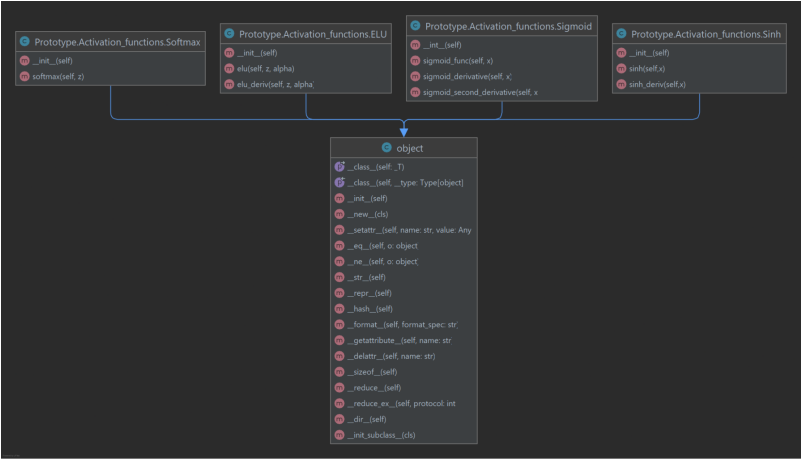 Prototype.Activation_functions.Softmax
__init__(self)
softmax(self, z)
Prototype.Activation_functions.ELU
__init__(self)
elu(self, z, alpha)
elu_deriv(self, z, alpha)
Prototype.Activation_functions.Sigmoid
__init__(self)
sigmoid_func(self, x)
sigmoid_derivative(self, x)
sigmoid_second_derivative(self, x
Prototype.Activation_functions.Sinh
__init__(self)
sinh(self,x)
sinh_deriv(self,x)
object
__class__(self: _T)
__class__(self, __type: Type[object]
__init__(self)
__new__(cls)
__setattr__(self, name: str, value: Any
__eq__(self, o: object
__ne__(self, o: object
__str__(self)
__repr__(self)
__hash__(self)
__format__(self, format_spec: str)
__getattribute__(self, name: str
__delattr__(self, name: str)
__sizeof__(self)
__reduce__(self)
__reduce_ex__(self, protocol: int
__dir__(self)
__init_subclass__(cls)